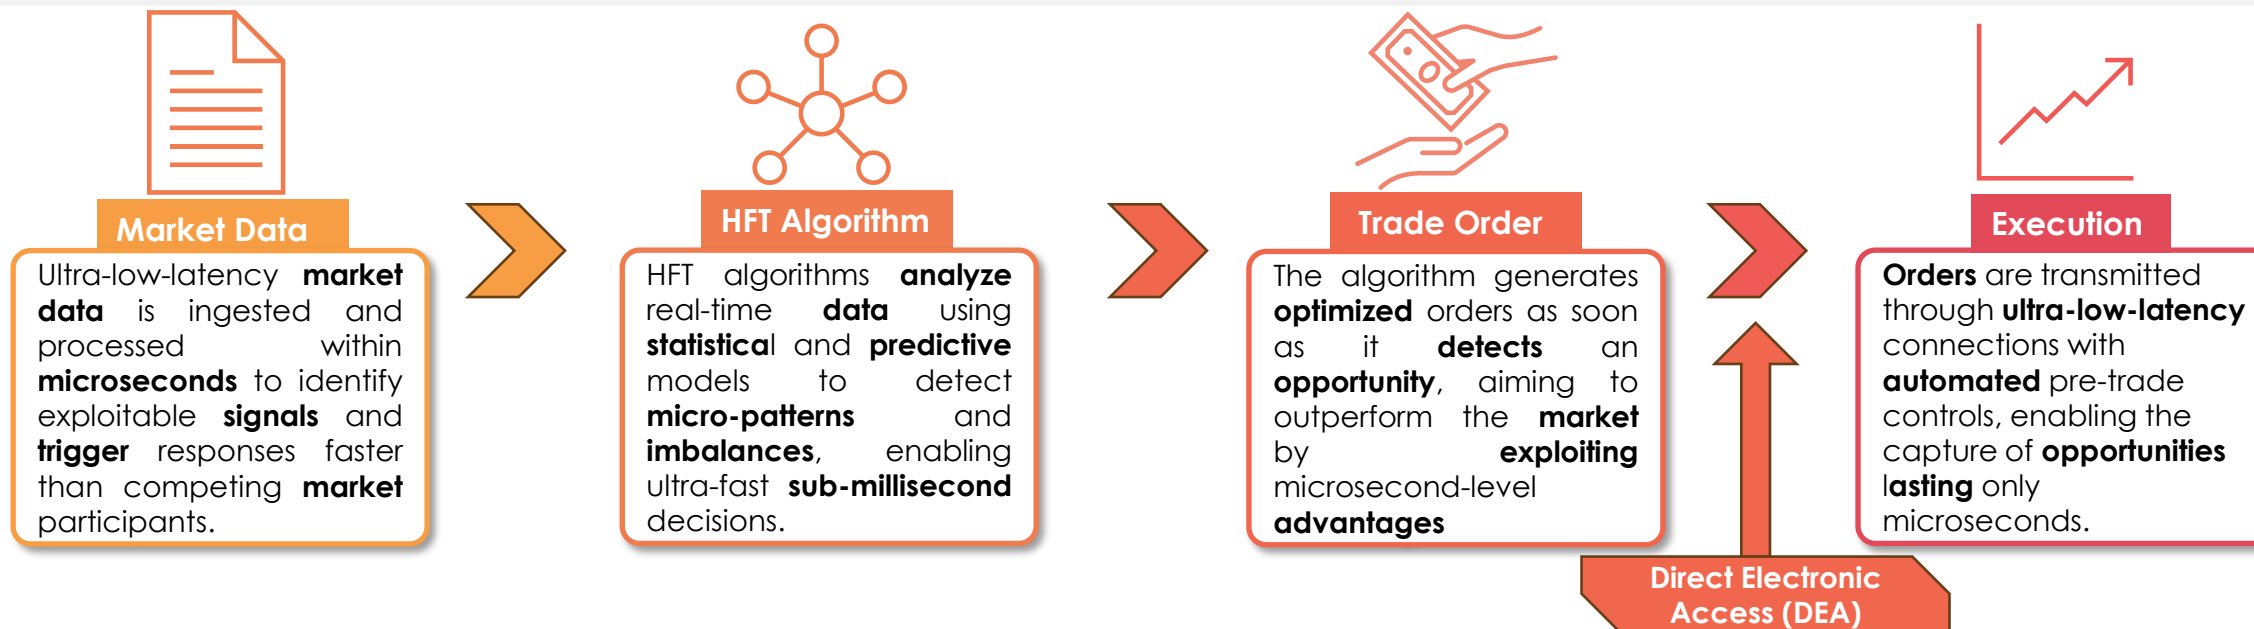 Market Data
Ultra-low-latency market
data is ingested and
processed within
microseconds to identify
exploitable signals and
trigger responses faster
than competing market
participants.
HFT Algorithm
HFT algorithms analyze
real-time data using
statistical and predictive
models to detect
micro-patterns and
imbalances, enabling
ultra-fast sub-millisecond
decisions.
Trade Order
The algorithm generates
optimized orders as soon
as it detects an
opportunity, aiming to
outperform the market
by exploiting
microsecond-level
advantages
Execution
Orders are transmitted
through ultra-low-latency
connections with
automated pre-trade
controls, enabling the
capture of opportunities
lasting only
microseconds.
Direct Electronic
Access (DEA)